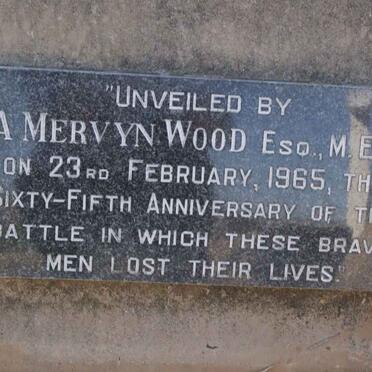 "UNVEILED BY
A MERVYN WOOD ESQ., M.E
ON 23RD FEBRUARY, 1965, TH
SIXTY-FIFTH ANNIVERSARY OF T
BATTLE IN WHICH THESE BRAV
MEN LOST THEIR LIVES."